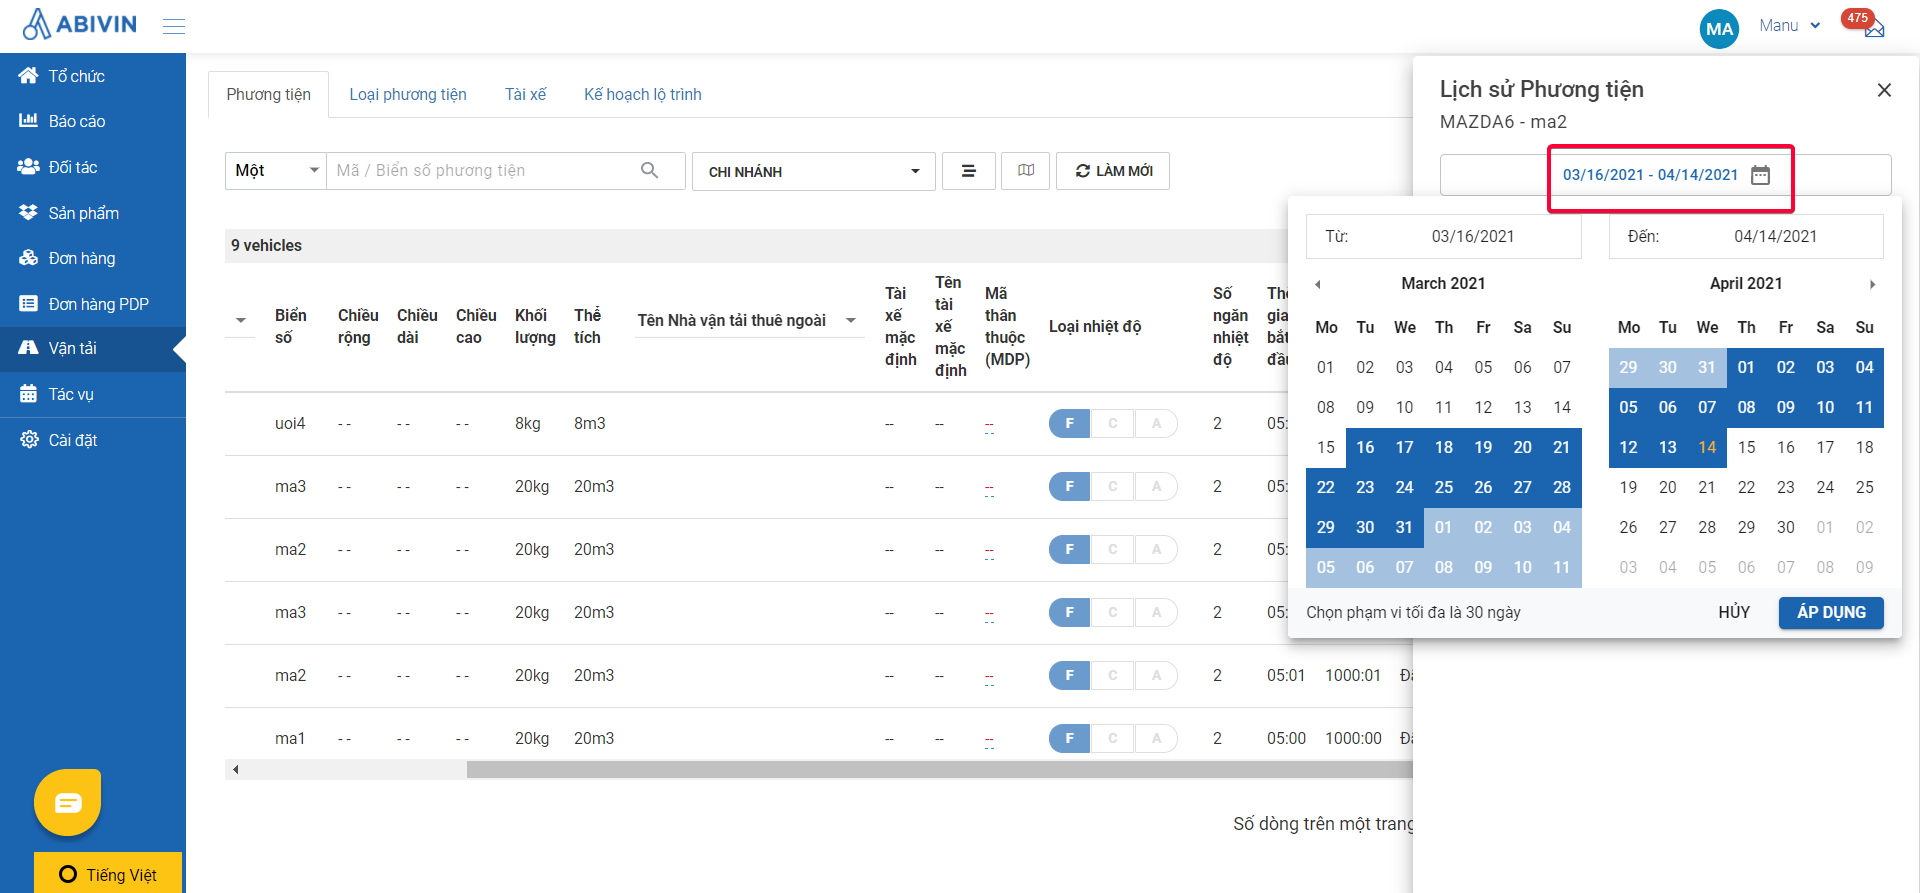 ABIVIN
MA
Manu
475
Tổ chức
Báo cáo
Đối tác
Sản phẩm
Đơn hàng
Đơn hàng PDP
Vận tải
Tác vụ
Cài đặt
Tiếng Việt
Phương tiện
Loại phương tiện
Tài xế
Kế hoạch lộ trình
Một
Mã / Biển số phương tiện
CHI NHÁNH
LÀM MỚI
9 vehicles
Biển số
Chiều rộng
Chiều dài
Chiều cao
Khối lượng
Thể tích
Tên Nhà vận tải thuê ngoài
Tài xế mặc định
Tên tài xế mặc định
Mã thân thuộc (MDP)
Loại nhiệt độ
Số ngăn nhiệt độ
uoi4 - - - - - - 8kg 8m3 -- -- -- F C A 2 05:
ma3 - - - - - - 20kg 20m3 -- -- -- F C A 2 05:
ma2 - - - - - - 20kg 20m3 -- -- -- F C A 2 05:
ma3 - - - - - - 20kg 20m3 -- -- -- F C A 2 05:
ma2 - - - - - - 20kg 20m3 -- -- -- F C A 2 05:01 1000:01
ma1 - - - - - - 20kg 20m3 -- -- -- F C A 2 05:00 1000:00
Số dòng trên một trang
Lịch sử Phương tiện
MAZDA6 - ma2
03/16/2021 - 04/14/2021
Từ: 03/16/2021
Đến: 04/14/2021
March 2021
Mo Tu We Th Fr Sa Su
01 02 03 04 05 06 07
08 09 10 11 12 13 14
15 16 17 18 19 20 21
22 23 24 25 26 27 28
29 30 31 01 02 03 04
05 06 07 08 09 10 11
April 2021
Mo Tu We Th Fr Sa Su
29 30 31 01 02 03 04
05 06 07 08 09 10 11
12 13 14 15 16 17 18
19 20 21 22 23 24 25
26 27 28 29 30 01 02
03 04 05 06 07 08 09
Chọn phạm vi tối đa là 30 ngày
HỦY
ÁP DỤNG